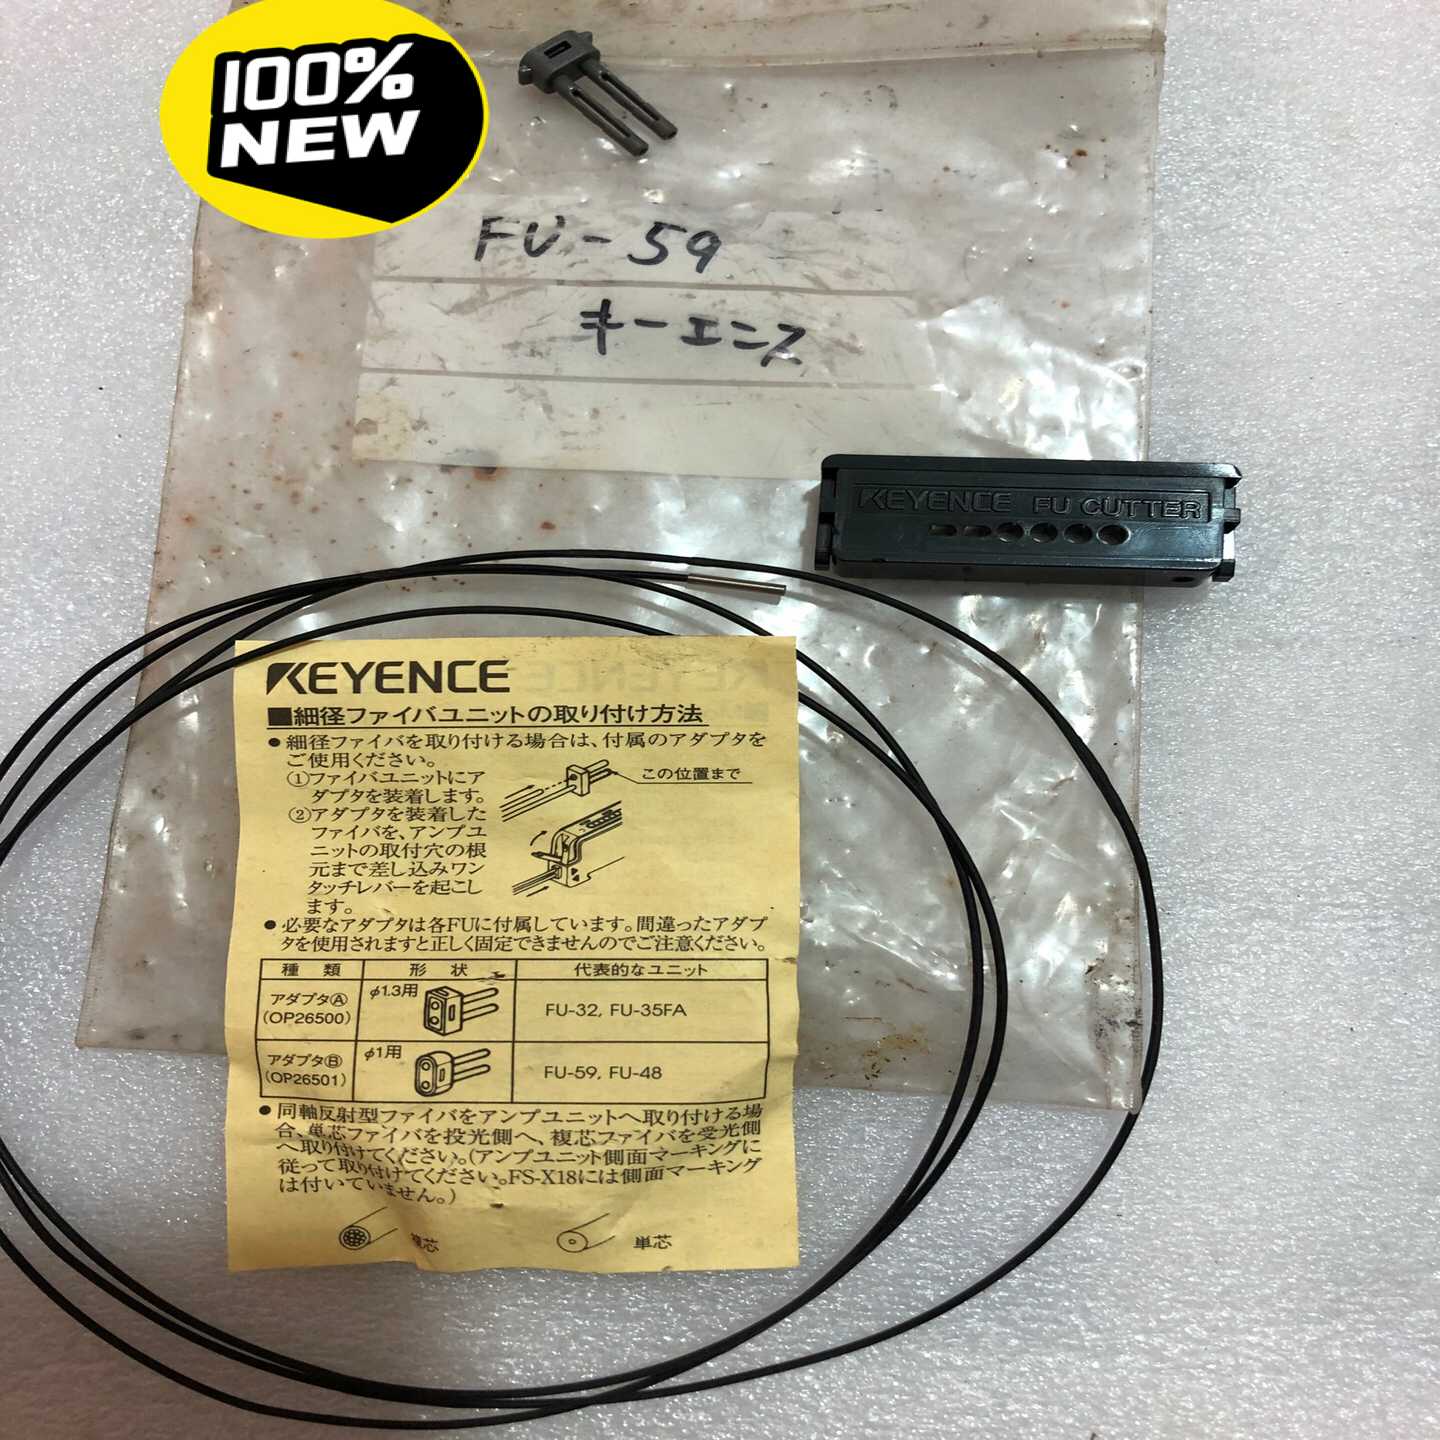 100%
NEW
FU-59
キーエンス
KEYENCE FU CUTTER
KEYENCE
■細径ファイバユニットの取り付け方法
●細径ファイバを取り付ける場合は、付属のアダプタを
ご使用ください。
①ファイバユニットにア
ダプタを装着します。
②アダプタを装着した
ファイバを、アンプユ
ニットの取付穴の根
元まで差し込みワン
タッチレバーを起こし
ます。
この位置まで
●必要なアダプタは各FUに付属しています。間違ったアダプ
タを使用されますと正しく固定できませんのでご注意ください。
種 類 形 状 代表的なユニット
アダプタⒶ
(OP26500)
φ1.3用
FU-32, FU-35FA
アダプタⒷ
(OP26501)
φ1用
FU-59, FU-48
●同軸反射型ファイバをアンプユニットへ取り付ける場
合、単芯ファイバを投光側へ、複芯ファイバを受光側
へ取り付けてください。(アンプユニット側面マーキングに
従って取り付けてください。FS-X18には側面マーキング
は付いていません。)
複芯 単芯